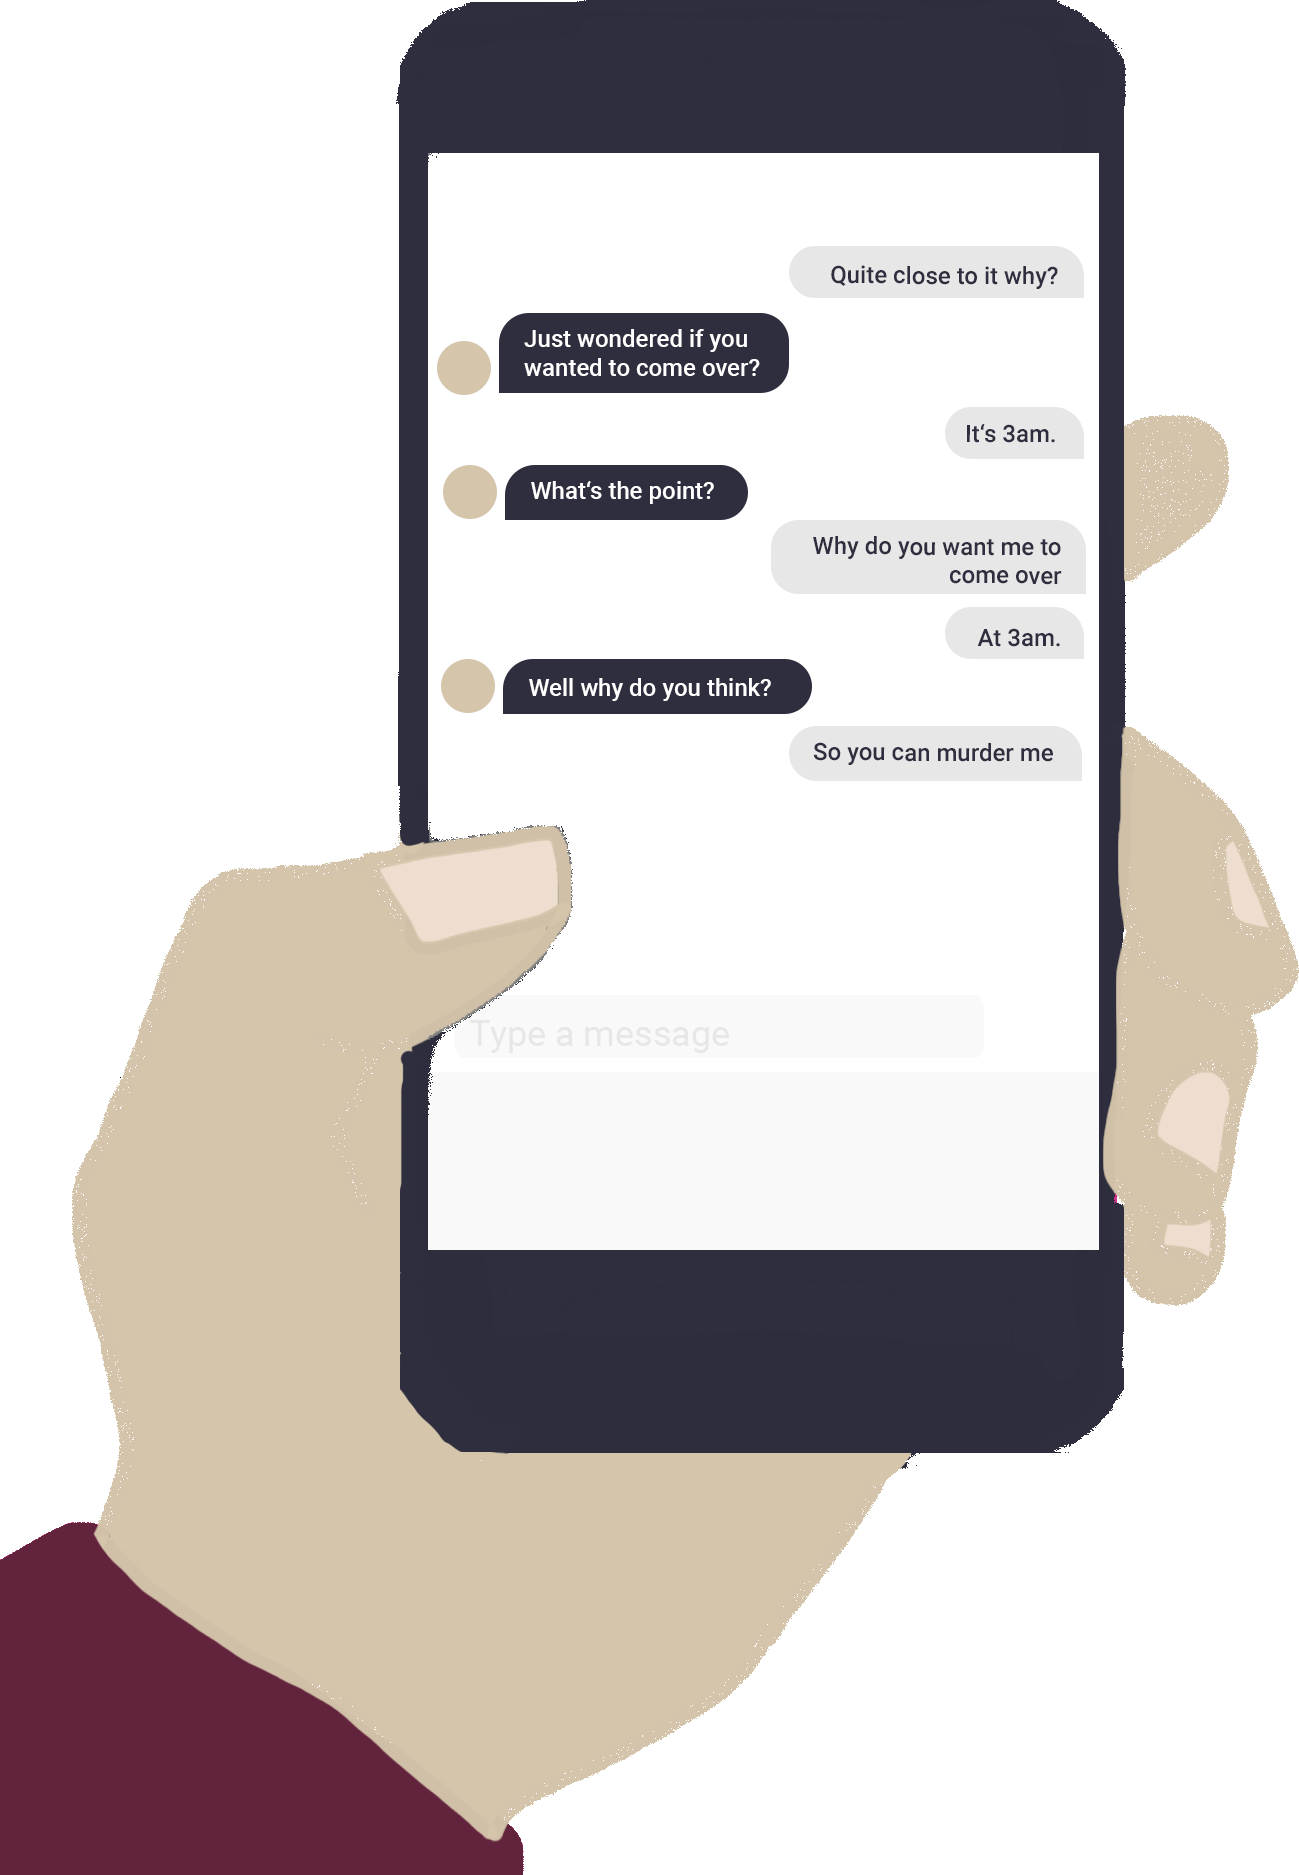 Quite close to it why?
Just wondered if you
wanted to come over?
It‘s 3am.
What‘s the point?
Why do you want me to
come over
At 3am.
Well why do you think?
So you can murder me
Type a message